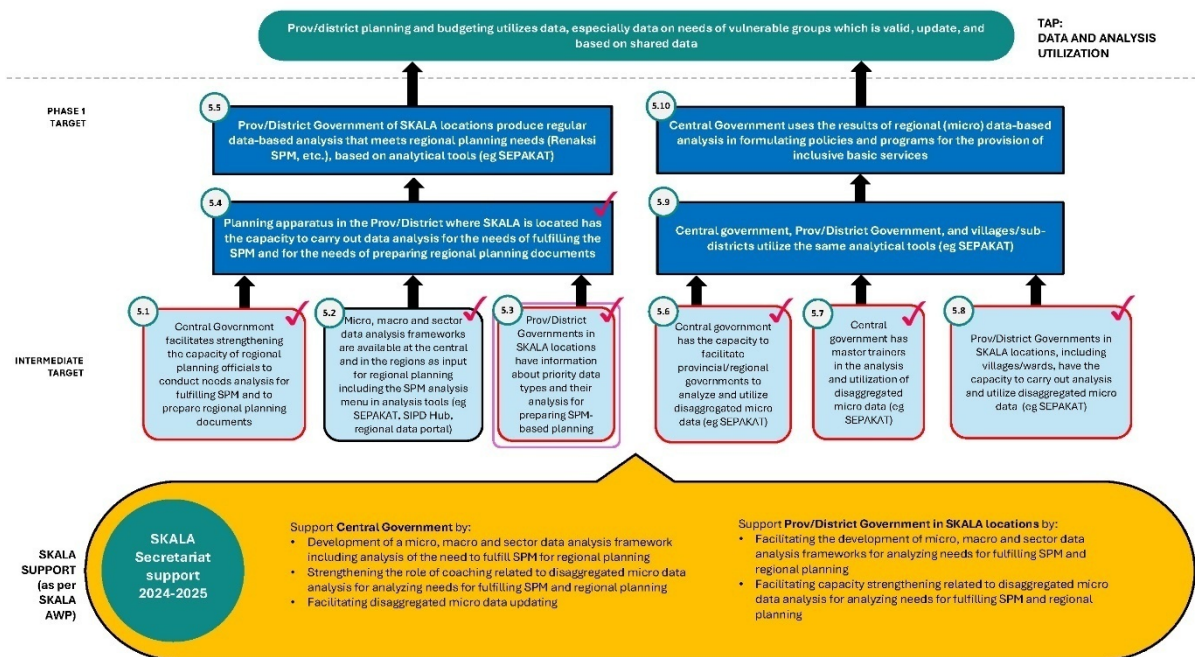 Prov/district planning and budgeting utilizes data, especially data on needs of vulnerable groups which is valid, update, and
based on shared data
TAP:
DATA AND ANALYSIS
UTILIZATION
PHASE 1
TARGET
5.5
Prov/District Government of SKALA locations produce regular
data-based analysis that meets regional planning needs (Renaksi
SPM, etc.), based on analytical tools (eg SEPAKAT)
5.10
Central Government uses the results of regional (micro) data-based
analysis in formulating policies and programs for the provision of
inclusive basic services
5.4
Planning apparatus in the Prov/District where SKALA is located has
the capacity to carry out data analysis for the needs of fulfilling the
SPM and for the needs of preparing regional planning documents
5.9
Central government, Prov/District Government, and villages/sub-
districts utilize the same analytical tools (eg SEPAKAT)
INTERMEDIATE
TARGET
5.1
Central Government
facilitates strengthening
the capacity of regional
planning officials to
conduct needs analysis for
fulfilling SPM and to
prepare regional planning
documents
5.2
Micro, macro and sector
data analysis frameworks
are available at the central
and in the regions as input
for regional planning
including the SPM analysis
menu in analysis tools (eg
SEPAKAT, SIPD Hub,
regional data portal)
5.3
Prov/District
Governments in
SKALA locations
have information
about priority data
types and their
analysis for
preparing SPM-
based planning
5.6
Central government
has the capacity to
facilitate
provincial/regional
governments to
analyze and utilize
disaggregated micro
data (eg SEPAKAT)
5.7
Central
government has
master trainers
in the analysis
and utilization of
disaggregated
micro data (eg
SEPAKAT)
5.8
Prov/District Governments in
SKALA locations, including
villages/wards, have the
capacity to carry out analysis
and utilize disaggregated micro
data (eg SEPAKAT)
SKALA
SUPPORT
(as per
SKALA
AWP)
SKALA
Secretariat
support
2024-2025
Support Central Government by:
• Development of a micro, macro and sector data analysis framework
including analysis of the need to fulfill SPM for regional planning
• Strengthening the role of coaching related to disaggregated micro data
analysis for analyzing needs for fulfilling SPM and regional planning
• Facilitating disaggregated micro data updating
Support Prov/District Government in SKALA locations by:
• Facilitating the development of micro, macro and sector data
analysis frameworks for analyzing needs for fulfilling SPM and
regional planning
• Facilitating capacity strengthening related to disaggregated micro
data analysis for analyzing needs for fulfilling SPM and regional
planning